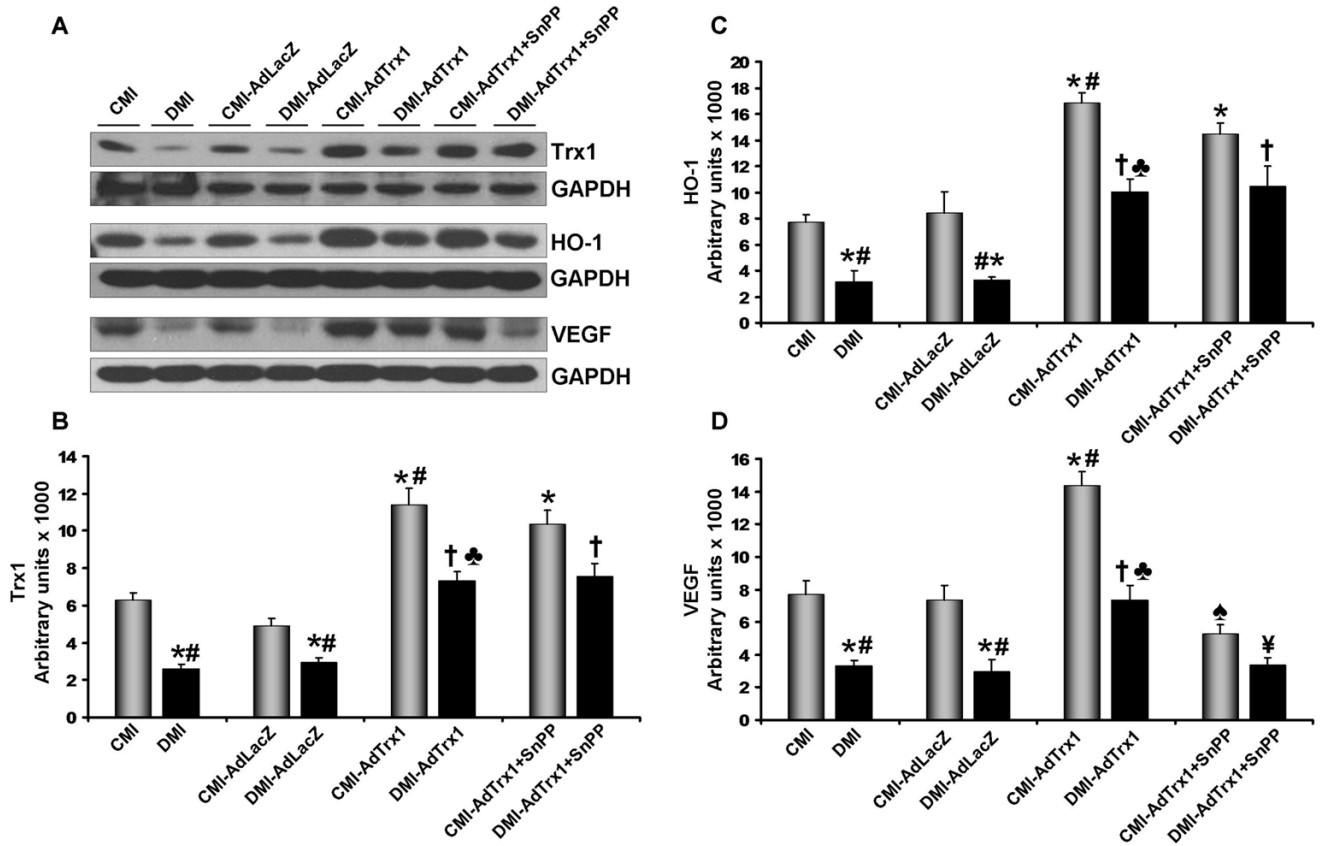 A
CMI
DMI
CMI-AdLacZ
DMI-AdLacZ
CMI-AdTrx1
DMI-AdTrx1
CMI-AdTrx1+SnPP
DMI-AdTrx1+SnPP
Trx1
GAPDH
HO-1
GAPDH
VEGF
GAPDH
B
Trx1
Arbitrary units x 1000
14
12
10
8
6
4
2
0
*#
*#
*#
†♣
*
†
CMI
DMI
CMI-AdLacZ
DMI-AdLacZ
CMI-AdTrx1
DMI-AdTrx1
CMI-AdTrx1+SnPP
DMI-AdTrx1+SnPP
C
HO-1
Arbitrary units x 1000
20
18
16
14
12
10
8
6
4
2
0
*#
#*
*#
†♣
*
†
CMI
DMI
CMI-AdLacZ
DMI-AdLacZ
CMI-AdTrx1
DMI-AdTrx1
CMI-AdTrx1+SnPP
DMI-AdTrx1+SnPP
D
VEGF
Arbitrary units x 1000
16
14
12
10
8
6
4
2
0
*#
*#
*#
†♣
♠
¥
CMI
DMI
CMI-AdLacZ
DMI-AdLacZ
CMI-AdTrx1
DMI-AdTrx1
CMI-AdTrx1+SnPP
DMI-AdTrx1+SnPP